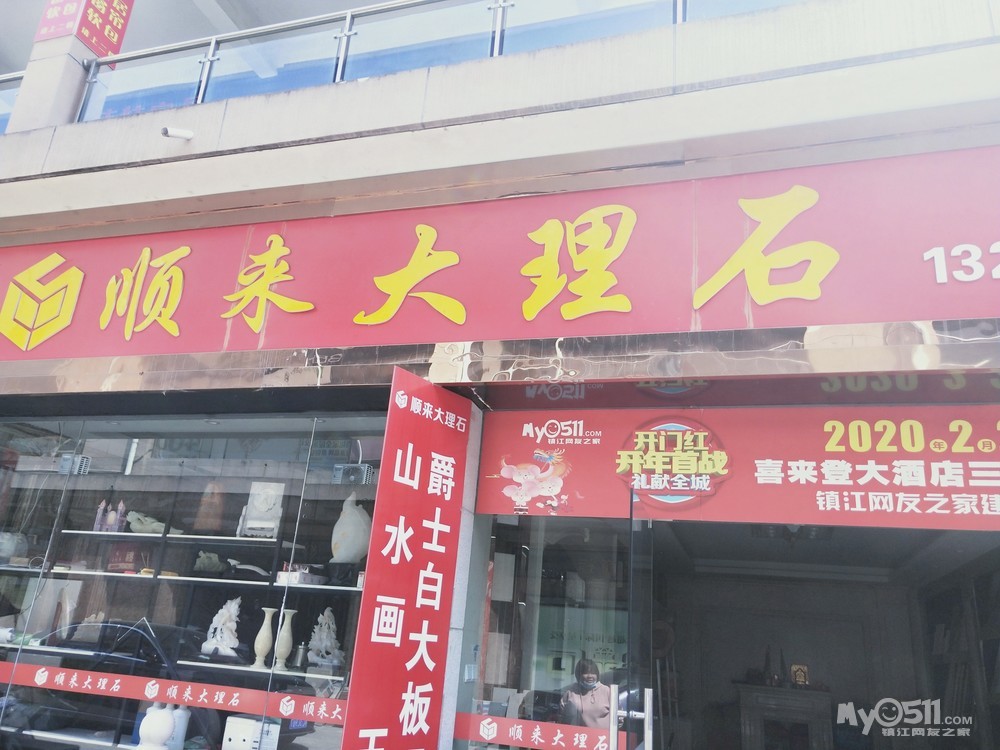 顺来大理石
132
顺来大理石
爵士白大板
山水画
My0511.COM
镇江网友之家
开门红
开年首战
礼献全城
2020年2月
喜来登大酒店三
镇江网友之家建
顺来大理石
顺来大理石
顺来大
顺来大理石
My0511.COM
镇江网友之家